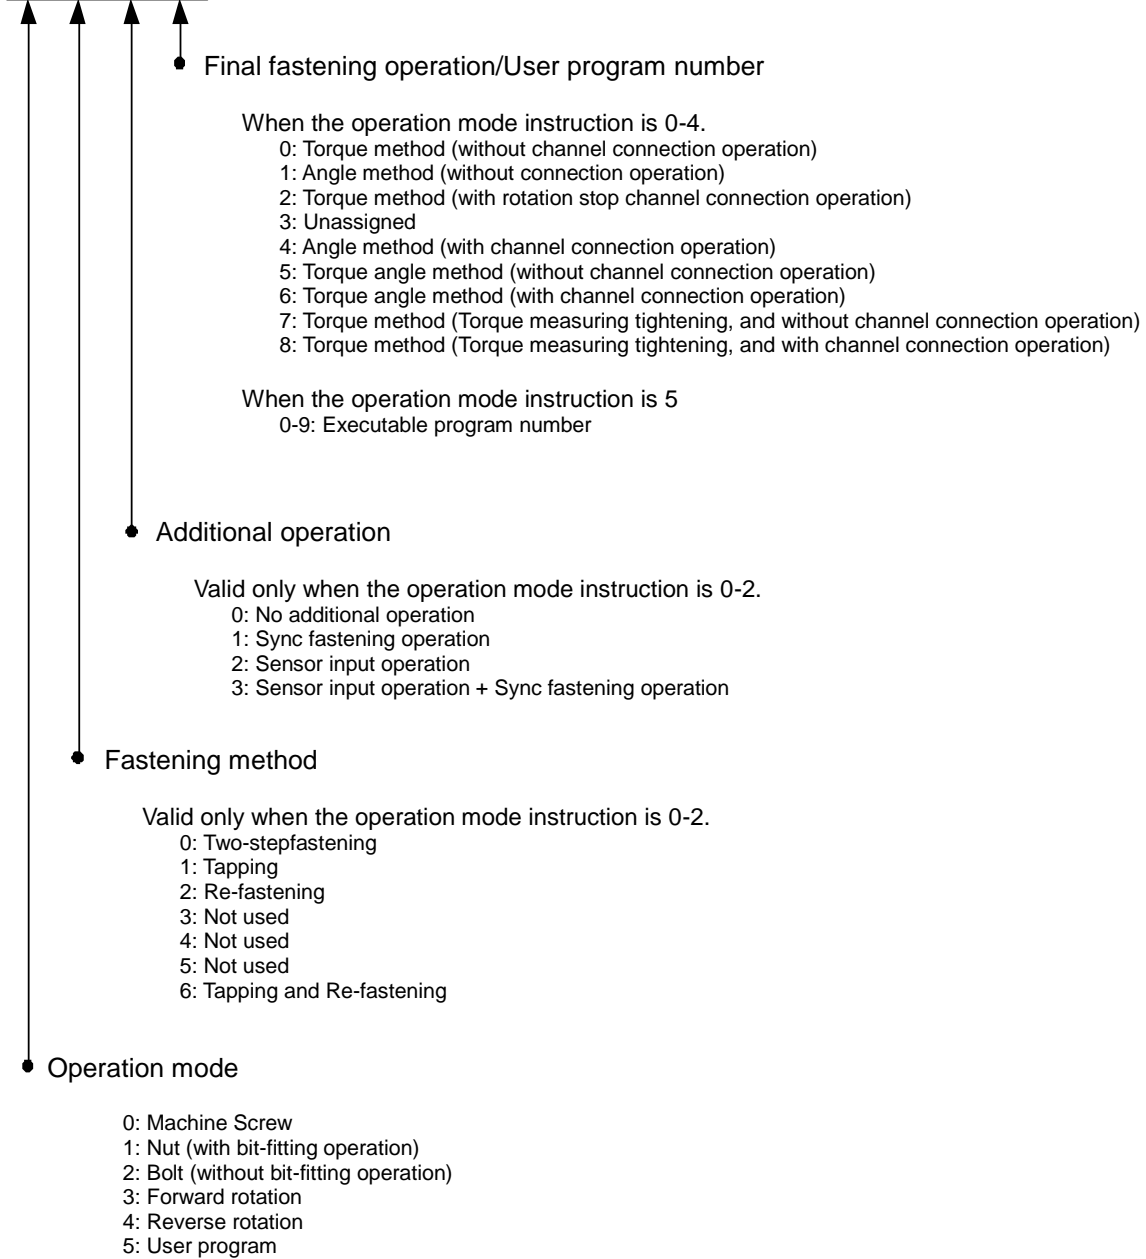 Final fastening operation/User program number
When the operation mode instruction is 0-4.
0: Torque method (without channel connection operation)
1: Angle method (without connection operation)
2: Torque method (with rotation stop channel connection operation)
3: Unassigned
4: Angle method (with channel connection operation)
5: Torque angle method (without channel connection operation)
6: Torque angle method (with channel connection operation)
7: Torque method (Torque measuring tightening, and without channel connection operation)
8: Torque method (Torque measuring tightening, and with channel connection operation)
When the operation mode instruction is 5
0-9: Executable program number
Additional operation
Valid only when the operation mode instruction is 0-2.
0: No additional operation
1: Sync fastening operation
2: Sensor input operation
3: Sensor input operation + Sync fastening operation
Fastening method
Valid only when the operation mode instruction is 0-2.
0: Two-stepfastening
1: Tapping
2: Re-fastening
3: Not used
4: Not used
5: Not used
6: Tapping and Re-fastening
Operation mode
0: Machine Screw
1: Nut (with bit-fitting operation)
2: Bolt (without bit-fitting operation)
3: Forward rotation
4: Reverse rotation
5: User program